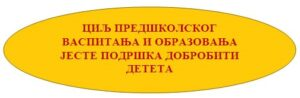 ЦИЉ ПРЕДШКОЛСКОГ
ВАСПИТАЊА И ОБРАЗОВАЊА
ЈЕСТЕ ПОДРШКА ДОБРОБИТИ
ДЕТЕТА